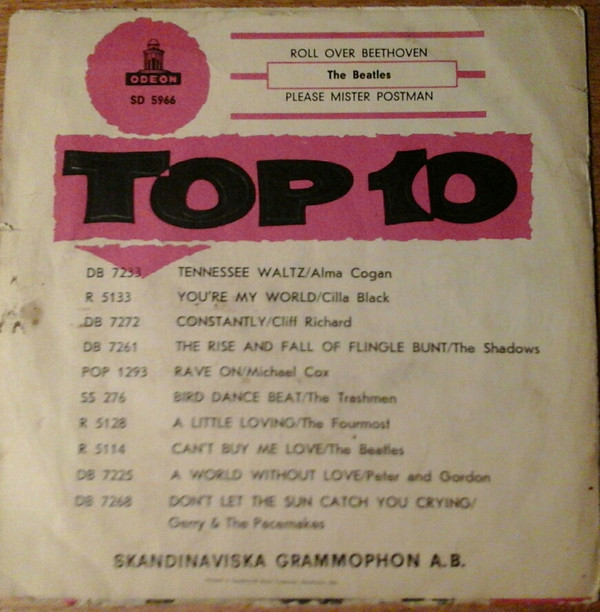 ODEON
SD 5966
ROLL OVER BEETHOVEN
The Beatles
PLEASE MISTER POSTMAN
TOP 10
DB 7233 TENNESSEE WALTZ/Alma Cogan
R 5133 YOU'RE MY WORLD/Cilla Black
DB 7272 CONSTANTLY/Cliff Richard
DB 7261 THE RISE AND FALL OF FLINGLE BUNT/The Shadows
POP 1293 RAVE ON/Michael Cox
SS 276 BIRD DANCE BEAT/The Trashmen
R 5128 A LITTLE LOVING/The Fourmost
R 5114 CAN'T BUY ME LOVE/The Beatles
DB 7225 A WORLD WITHOUT LOVE/Peter and Gordon
DB 7268 DON'T LET THE SUN CATCH YOU CRYING/
Gerry & The Pacemakes
SKANDINAVISKA GRAMMOPHON A.B.